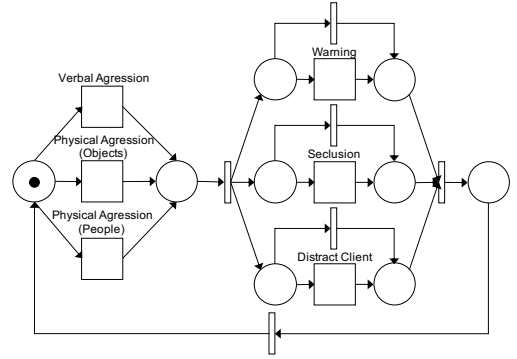 Verbal Agression
Physical Agression
(Objects)
Physical Agression
(People)
Warning
Seclusion
Distract Client